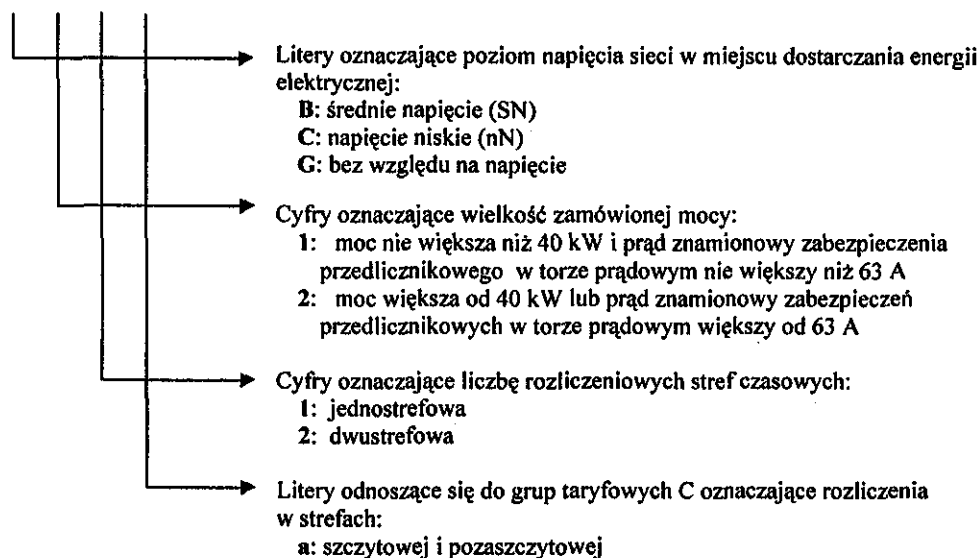 Litery oznaczające poziom napięcia sieci w miejscu dostarczania energii
elektrycznej:
B: średnie napięcie (SN)
C: napięcie niskie (nN)
G: bez względu na napięcie
Cyfry oznaczające wielkość zamówionej mocy:
1: moc nie większa niż 40 kW i prąd znamionowy zabezpieczenia
przedlicznikowego w torze prądowym nie większy niż 63 A
2: moc większa od 40 kW lub prąd znamionowy zabezpieczeń
przedlicznikowych w torze prądowym większy od 63 A
Cyfry oznaczające liczbę rozliczeniowych stref czasowych:
1: jednostrefowa
2: dwustrefowa
Litery odnoszące się do grup taryfowych C oznaczające rozliczenia
w strefach:
a: szczytowej i pozaszczytowej